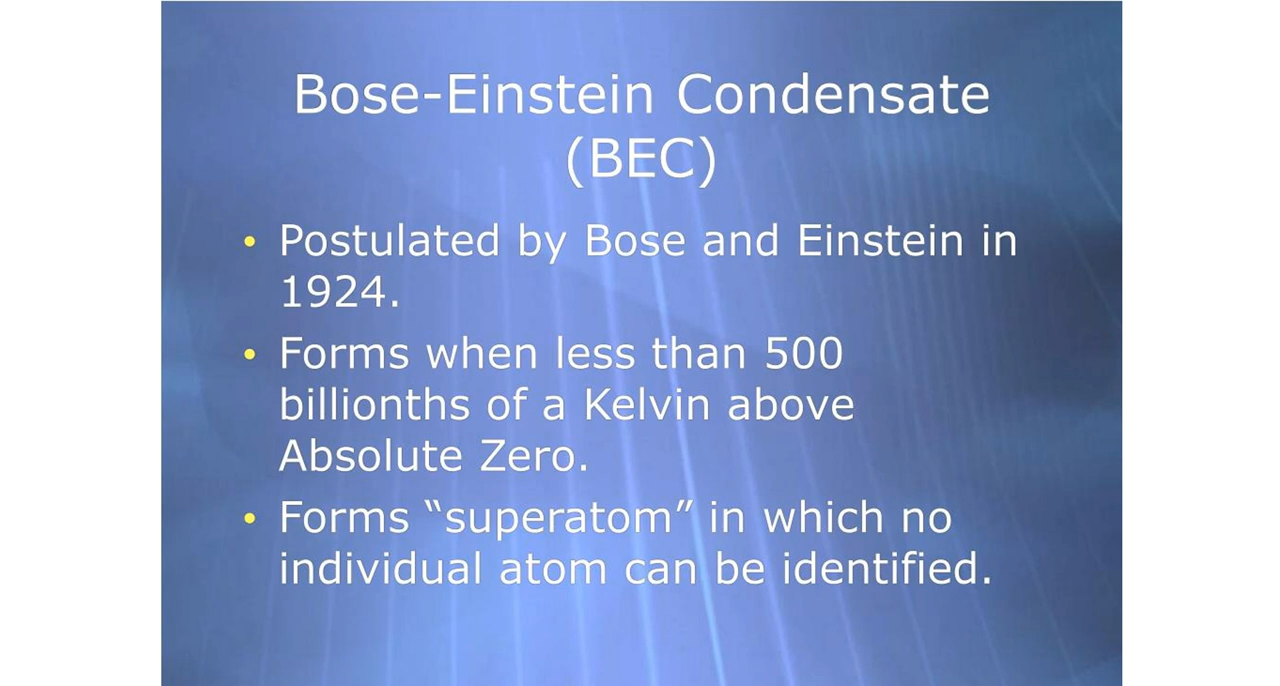 Bose-Einstein Condensate
(BEC)
• Postulated by Bose and Einstein in
1924.
• Forms when less than 500
billionths of a Kelvin above
Absolute Zero.
• Forms “superatom” in which no
individual atom can be identified.